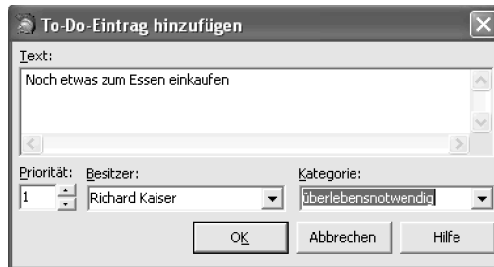 To-Do-Eintrag hinzufügen
Text:
Noch etwas zum Essen einkaufen
Priorität: Besitzer: Kategorie:
1 Richard Kaiser überlebensnotwendig
OK Abbrechen Hilfe